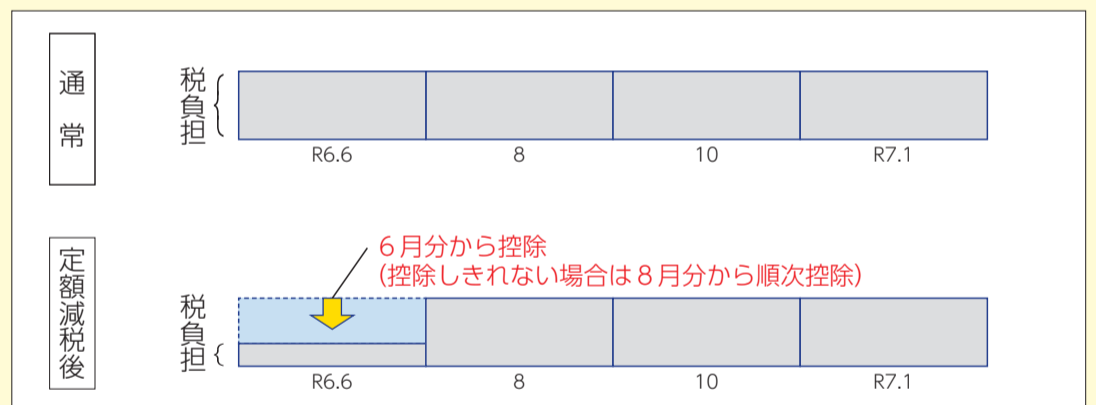 通常
税負担
R6.6 8 10 R7.1
定額減税後
6月分から控除
(控除しきれない場合は8月分から順次控除)
税負担
R6.6 8 10 R7.1